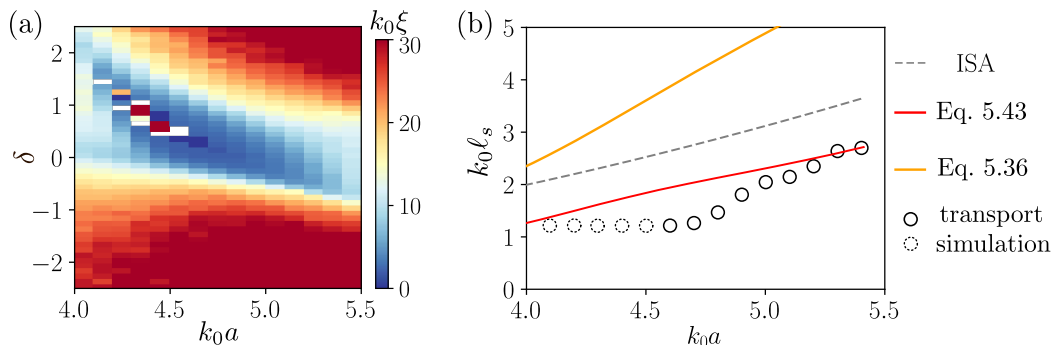 (a)
k₀ξ
30
20
10
0
δ
2
1
0
−1
−2
4.0 4.5 5.0 5.5
k₀a
(b)
k₀ℓₛ
5
4
3
2
1
0
4.0 4.5 5.0 5.5
k₀a
ISA
Eq. 5.43
Eq. 5.36
transport
simulation